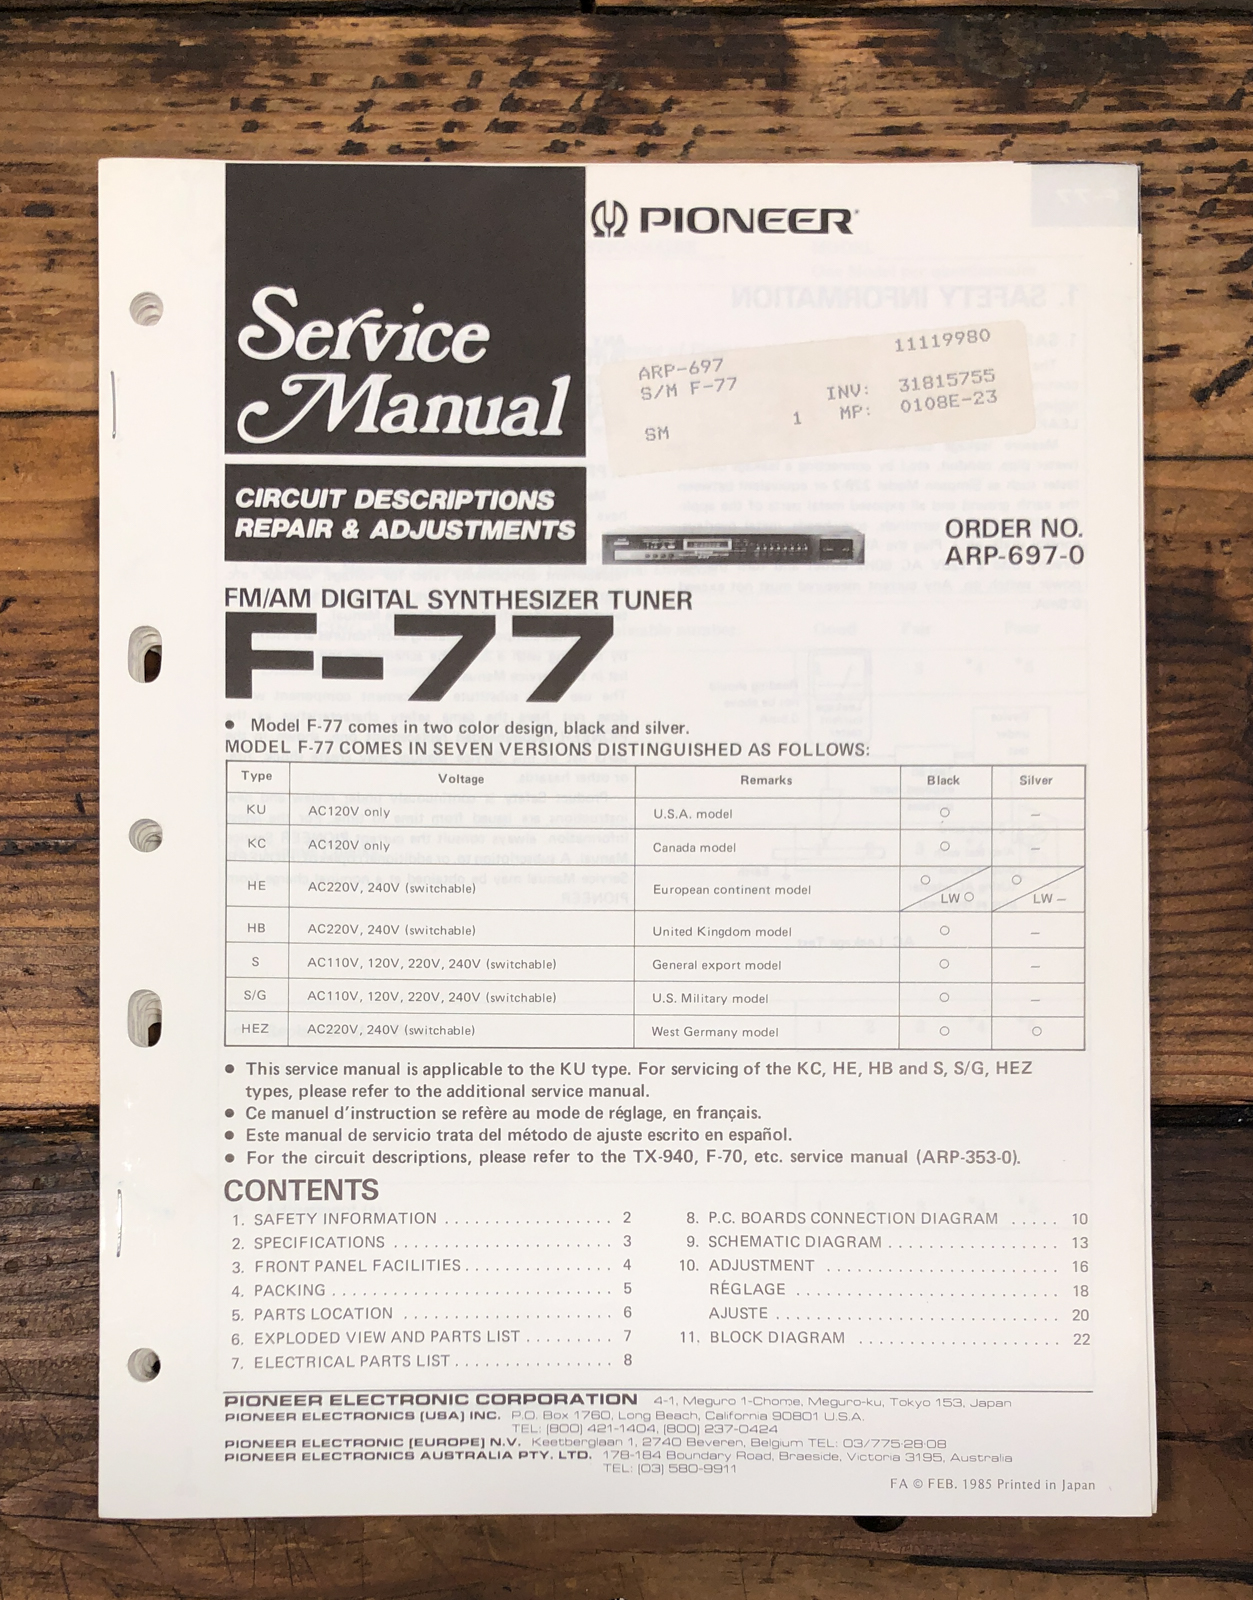 PIONEER
Service
Manual
11119980
ARP-697
S/M F-77
INV: 31815755
1 MP: 0108E-23
SM
CIRCUIT DESCRIPTIONS
REPAIR & ADJUSTMENTS
ORDER NO.
ARP-697-0
FM/AM DIGITAL SYNTHESIZER TUNER
F-77
● Model F-77 comes in two color design, black and silver.
MODEL F-77 COMES IN SEVEN VERSIONS DISTINGUISHED AS FOLLOWS:
Type Voltage Remarks Black Silver
KU AC120V only U.S.A. model ○ –
KC AC120V only Canada model ○ –
HE AC220V, 240V (switchable) European continent model ○ / LW ○ ○ / LW –
HB AC220V, 240V (switchable) United Kingdom model ○ –
S AC110V, 120V, 220V, 240V (switchable) General export model ○ –
S/G AC110V, 120V, 220V, 240V (switchable) U.S. Military model ○ –
HEZ AC220V, 240V (switchable) West Germany model ○ ○
● This service manual is applicable to the KU type. For servicing of the KC, HE, HB and S, S/G, HEZ
types, please refer to the additional service manual.
● Ce manuel d'instruction se refère au mode de réglage, en français.
● Este manual de servicio trata del método de ajuste escrito en español.
● For the circuit descriptions, please refer to the TX-940, F-70, etc. service manual (ARP-353-0).
CONTENTS
1. SAFETY INFORMATION ................. 2
2. SPECIFICATIONS ...................... 3
3. FRONT PANEL FACILITIES ............... 4
4. PACKING ............................ 5
5. PARTS LOCATION ..................... 6
6. EXPLODED VIEW AND PARTS LIST ......... 7
7. ELECTRICAL PARTS LIST ................ 8
8. P.C. BOARDS CONNECTION DIAGRAM ..... 10
9. SCHEMATIC DIAGRAM ................. 13
10. ADJUSTMENT ....................... 16
RÉGLAGE .......................... 18
AJUSTE ............................ 20
11. BLOCK DIAGRAM .................... 22
PIONEER ELECTRONIC CORPORATION 4-1, Meguro 1-Chome, Meguro-ku, Tokyo 153, Japan
PIONEER ELECTRONICS (USA) INC. P.O. Box 1760, Long Beach, California 90801 U.S.A.
TEL: (800) 421-1404, (800) 237-0424
PIONEER ELECTRONIC (EUROPE) N.V. Keetberglaan 1, 2740 Beveren, Belgium TEL: 03/775·28·08
PIONEER ELECTRONICS AUSTRALIA PTY. LTD. 178-184 Boundary Road, Braeside, Victoria 3195, Australia
TEL: (03) 580-9911
FA © FEB. 1985 Printed in Japan